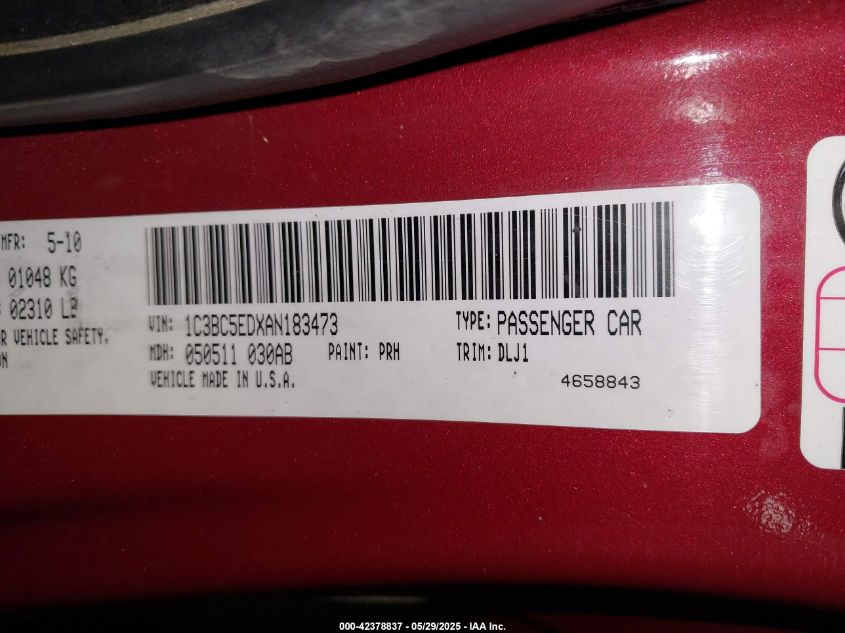 MFR: 5-10
01048 KG
02310 LB
R VEHICLE SAFETY,
ON
VIN: 1C3BC5EDXAN183473 TYPE: PASSENGER CAR
MDH: 050511 030AB PAINT: PRH TRIM: DLJ1
VEHICLE MADE IN U.S.A. 4658843
000-42378837 - 05/29/2025 - IAA Inc.